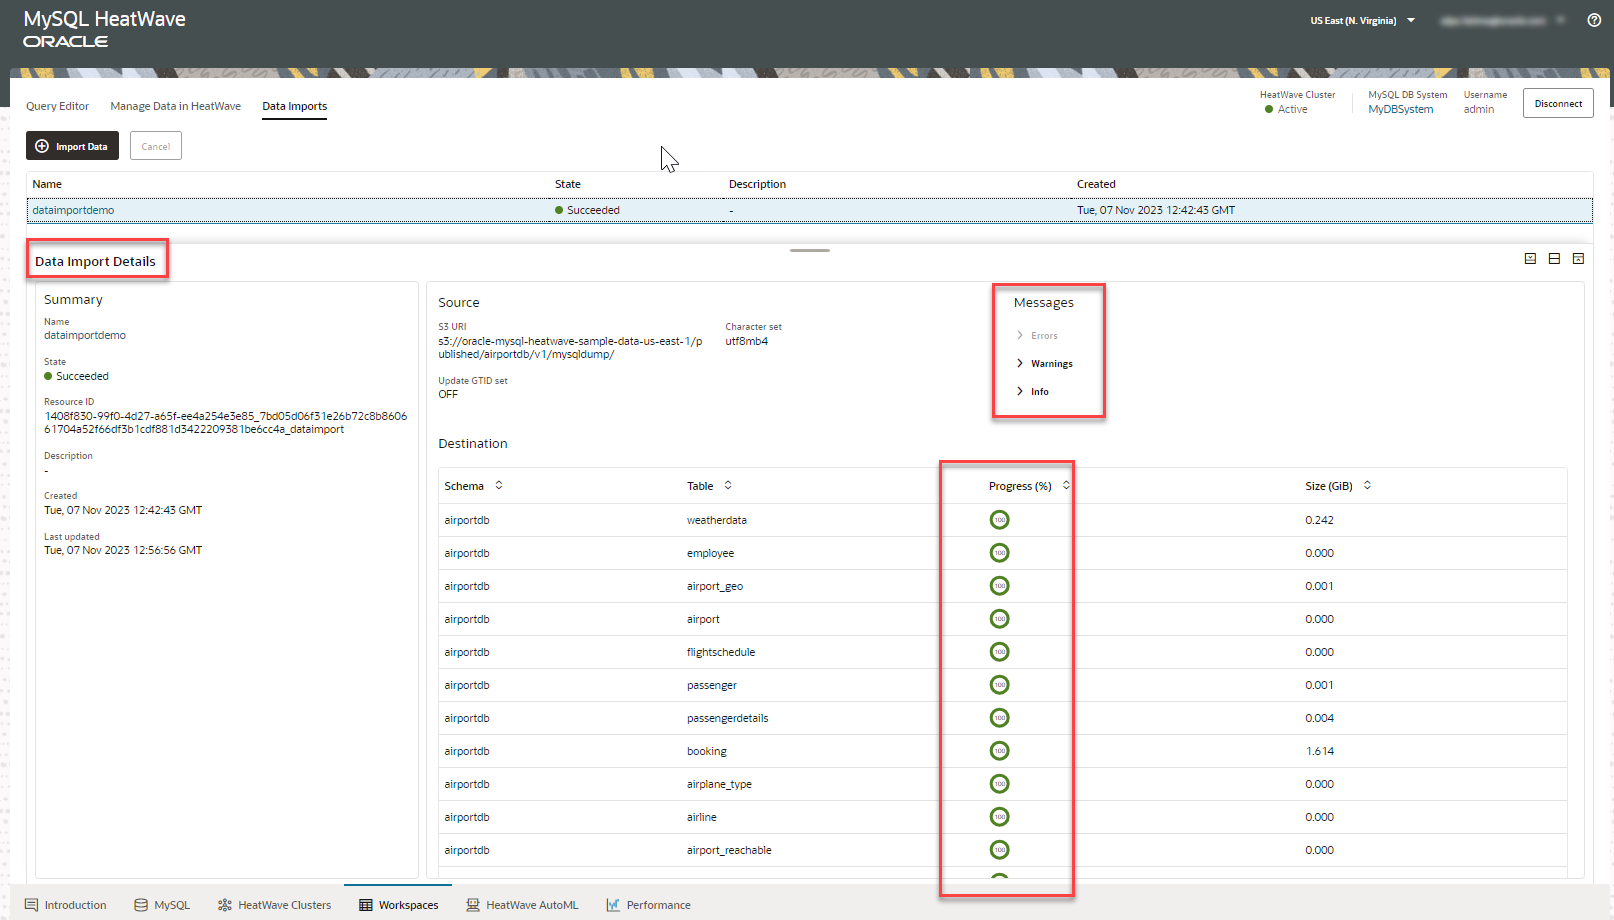 MySQL HeatWave
ORACLE
US East (N. Virginia)
Query Editor
Manage Data in HeatWave
Data Imports
HeatWave Cluster
Active
MySQL DB System
MyDBSystem
Username
admin
Disconnect
Import Data
Cancel
Name State Description Created
dataimportdemo Succeeded - Tue, 07 Nov 2023 12:42:43 GMT
Data Import Details
Summary
Name
dataimportdemo
State
Succeeded
Resource ID
1408f830-99f0-4d27-a65f-ee4a254e3e85_7bd05d06f31e26b72c8b8606
61704a52f66df3b1cdf881d3422209381be6cc4a_dataimport
Description
-
Created
Tue, 07 Nov 2023 12:42:43 GMT
Last updated
Tue, 07 Nov 2023 12:56:56 GMT
Source
S3 URI
s3://oracle-mysql-heatwave-sample-data-us-east-1/p
ublished/airportdb/v1/mysqldump/
Character set
utf8mb4
Update GTID set
OFF
Messages
Errors
Warnings
Info
Destination
Schema Table Progress (%) Size (GiB)
airportdb weatherdata 100 0.242
airportdb employee 100 0.000
airportdb airport_geo 100 0.001
airportdb airport 100 0.000
airportdb flightschedule 100 0.000
airportdb passenger 100 0.001
airportdb passengerdetails 100 0.004
airportdb booking 100 1.614
airportdb airplane_type 100 0.000
airportdb airline 100 0.000
airportdb airport_reachable 100 0.000
Introduction
MySQL
HeatWave Clusters
Workspaces
HeatWave AutoML
Performance